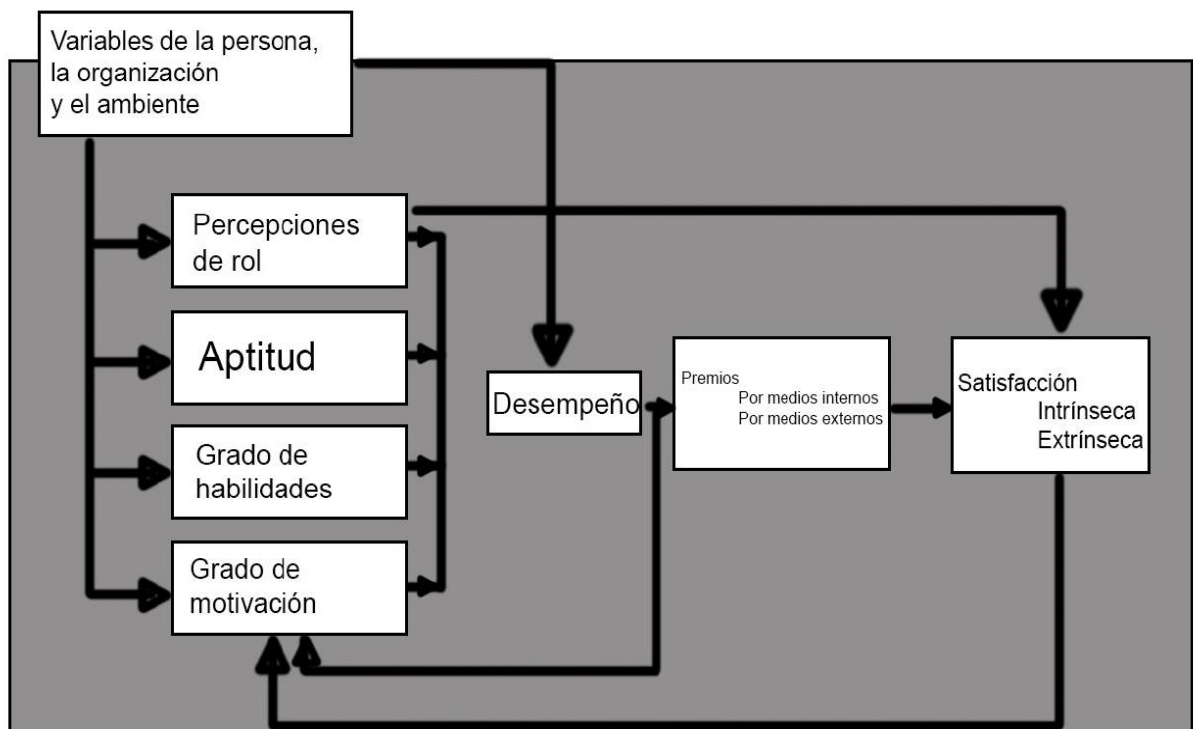 Variables de la persona,
la organización
y el ambiente
Percepciones
de rol
Aptitud
Grado de
habilidades
Grado de
motivación
Desempeño
Premios
Por medios internos
Por medios externos
Satisfacción
Intrínseca
Extrínseca